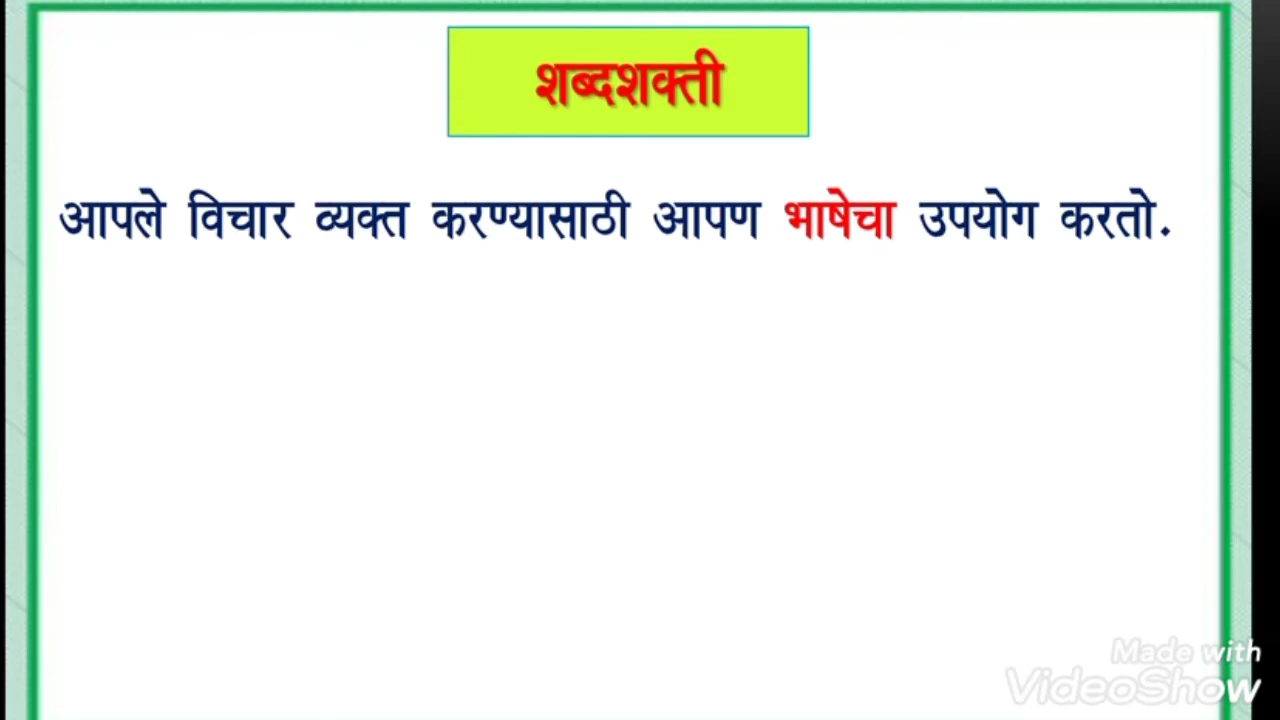 शब्दशक्ती
आपले विचार व्यक्त करण्यासाठी आपण भाषेचा उपयोग करतो.
Made with
VideoShow